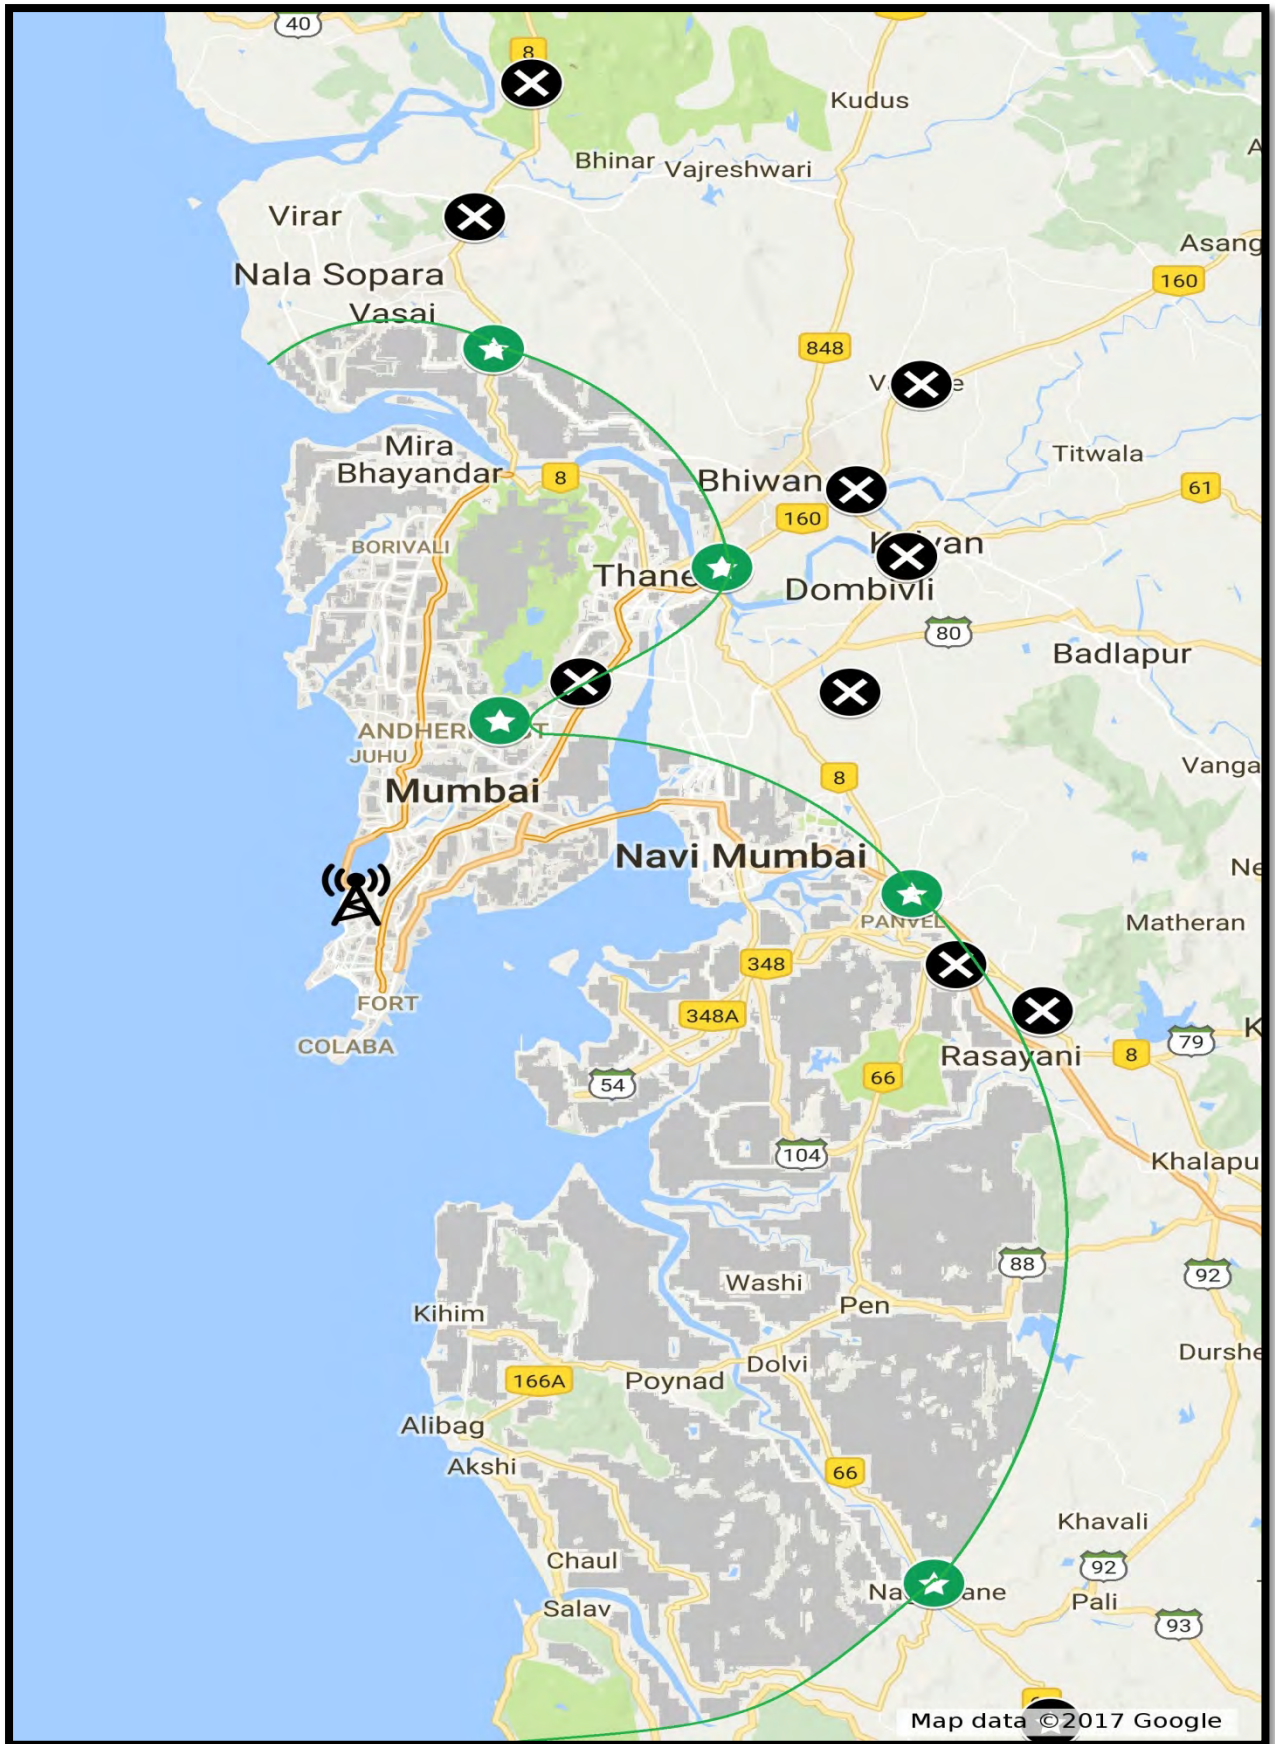 40
8
Kudus
Bhinar
Vajreshwari
Virar
Asang
Nala Sopara
160
Vasai
848
Mira
Bhayandar
8
Bhiwan
Titwala
61
160
BORIVALI
Thane
Dombivli
80
Badlapur
JUHU
Vanga
8
Mumbai
Navi Mumbai
Ne
PANVEL
Matheran
348
FORT
348A
COLABA
K
79
Rasayani
8
66
54
104
Khalapu
88
92
Washi
Pen
Kihim
Durshe
Dolvi
166A
Poynad
Alibag
Akshi
66
Khavali
Chaul
92
Pali
Salav
93
Map data ©2017 Google